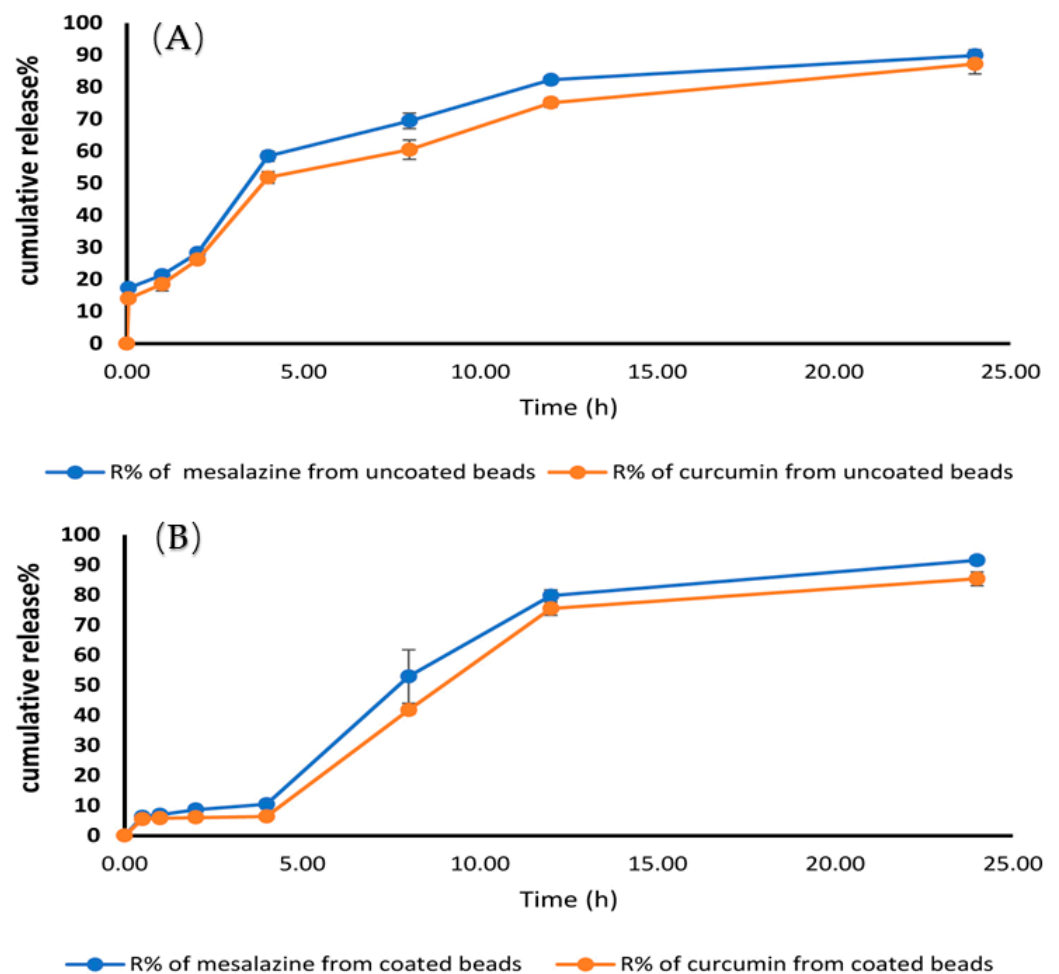 (A)
cumulative release%
100
90
80
70
60
50
40
30
20
10
0
0.00 5.00 10.00 15.00 20.00 25.00
Time (h)
R% of mesalazine from uncoated beads R% of curcumin from uncoated beads
(B)
cumulative release%
100
90
80
70
60
50
40
30
20
10
0
0.00 5.00 10.00 15.00 20.00 25.00
Time (h)
R% of mesalazine from coated beads R% of curcumin from coated beads